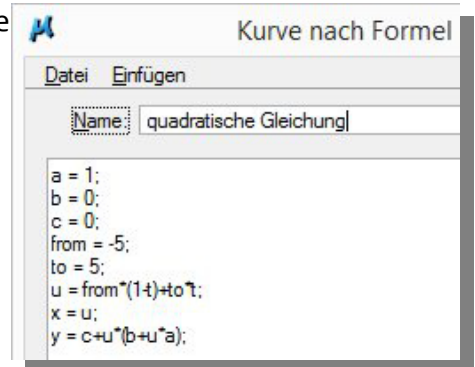 e
µ Kurve nach Formel
Datei Einfügen
Name: quadratische Gleichung
a = 1;
b = 0;
c = 0;
from = -5;
to = 5;
u = from*(1-t)+to*t;
x = u;
y = c+u*(b+u*a);